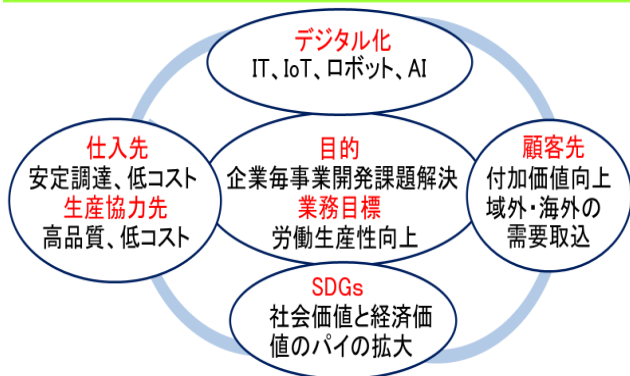 デジタル化
IT、IoT、ロボット、AI
仕入先
安定調達、低コスト
生産協力先
高品質、低コスト
目的
企業毎事業開発課題解決
業務目標
労働生産性向上
顧客先
付加価値向上
域外・海外の
需要取込
SDGs
社会価値と経済価
値のパイの拡大